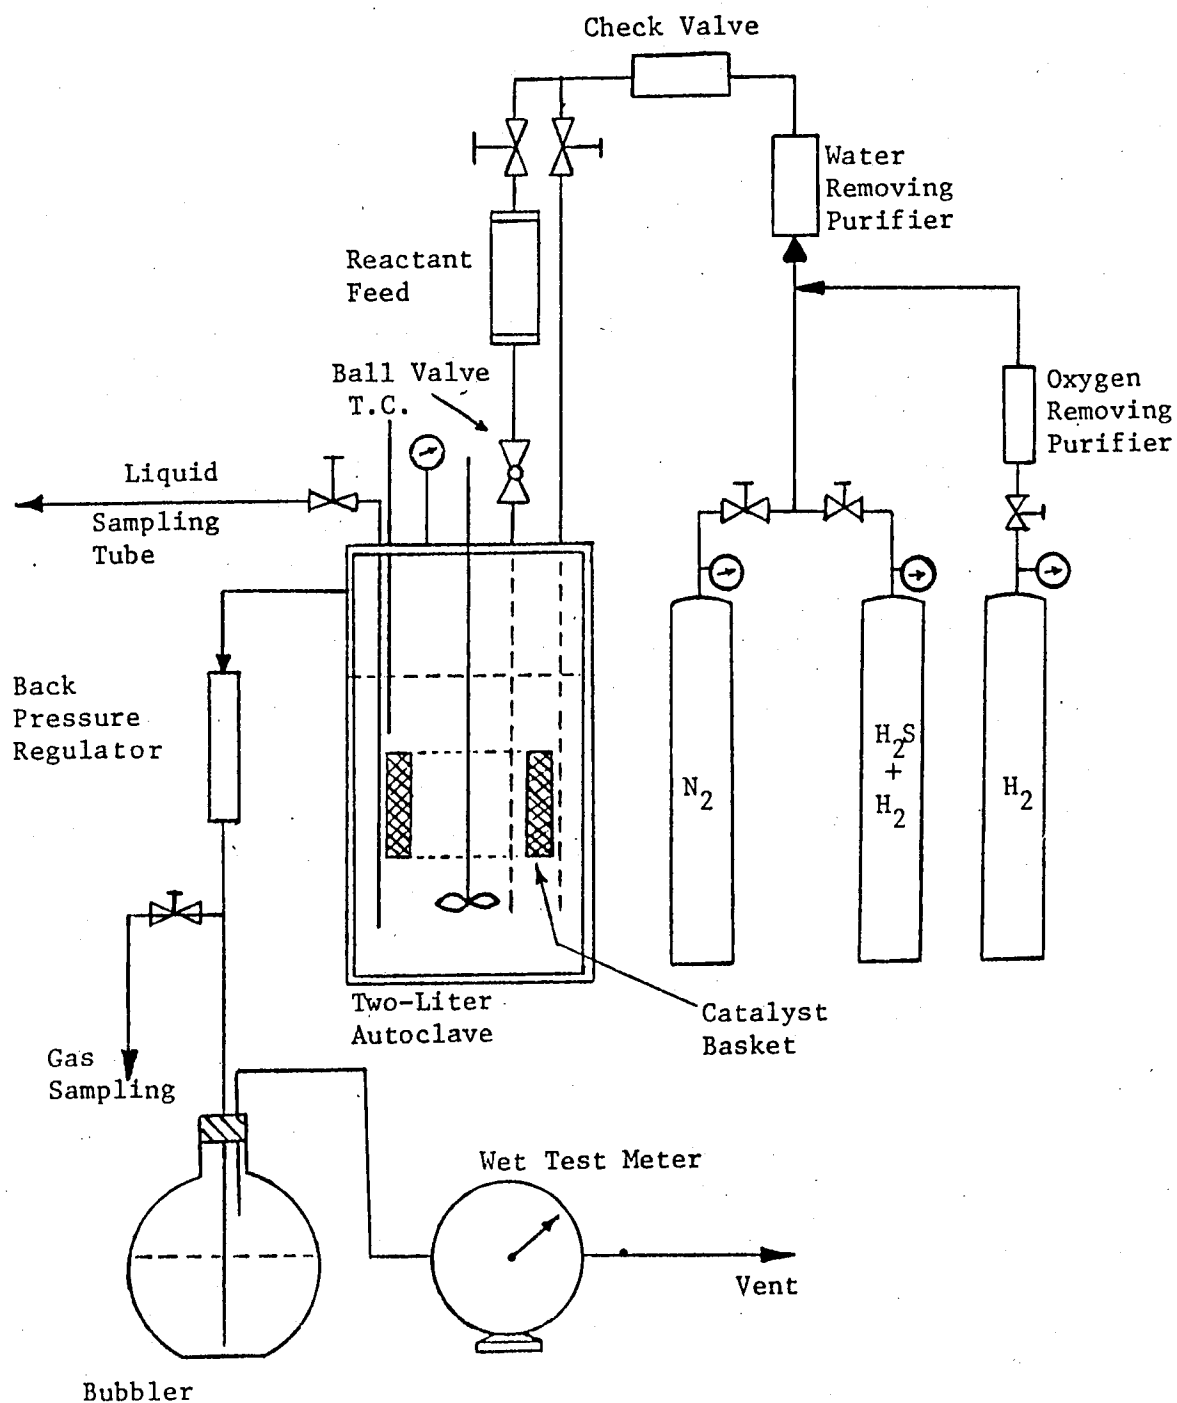 Check Valve
Water
Removing
Purifier
Reactant
Feed
Ball Valve
T.C.
Oxygen
Removing
Purifier
Liquid
Sampling
Tube
Back
Pressure
Regulator
N2
H2S
+
H2
H2
Two-Liter
Autoclave
Catalyst
Basket
Gas
Sampling
Wet Test Meter
Vent
Bubbler